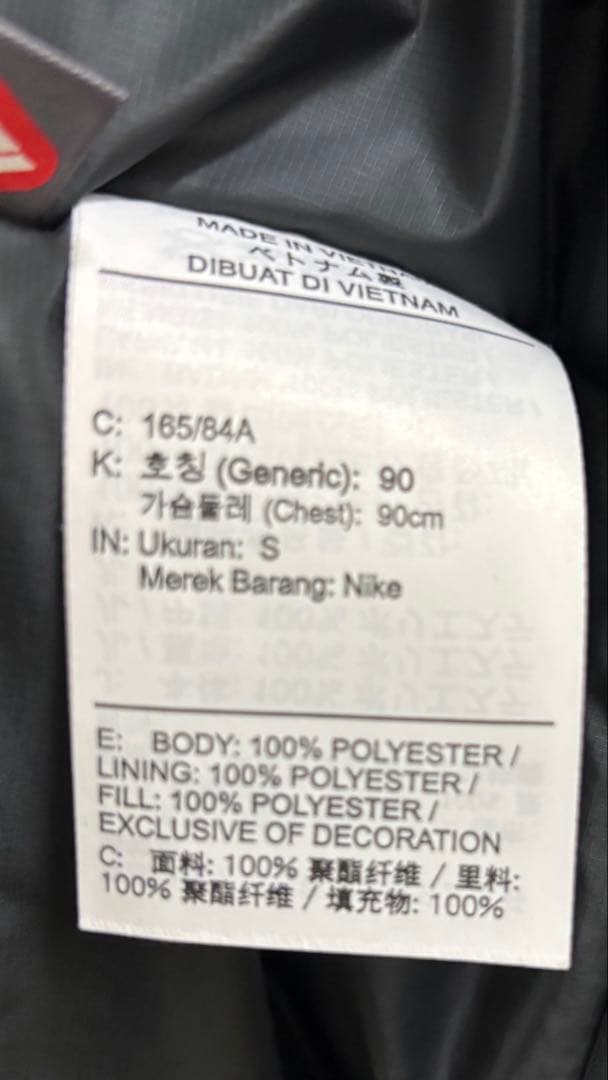 MADE IN VIETNAM
ベトナム製
DIBUAT DI VIETNAM
C: 165/84A
K: 호칭 (Generic): 90
가슴둘레 (Chest): 90cm
IN: Ukuran: S
Merek Barang: Nike
E: BODY: 100% POLYESTER /
LINING: 100% POLYESTER /
FILL: 100% POLYESTER /
EXCLUSIVE OF DECORATION
C: 面料: 100% 聚酯纤维 / 里料:
100% 聚酯纤维 / 填充物: 100%